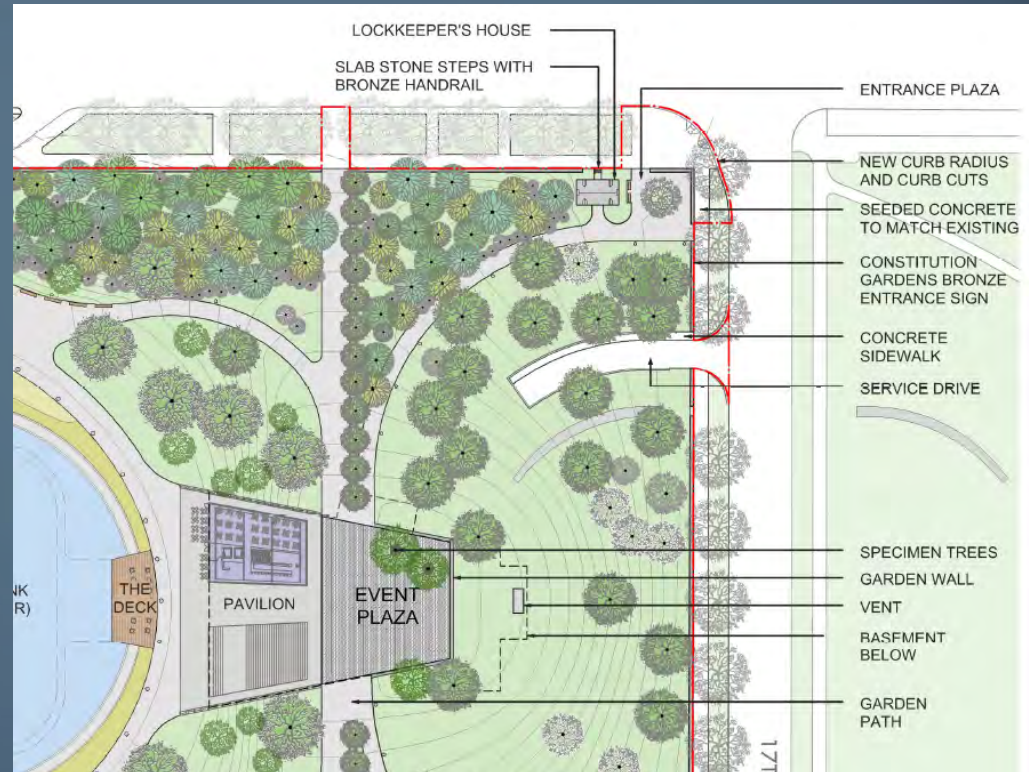 LOCKKEEPER'S HOUSE
SLAB STONE STEPS WITH
BRONZE HANDRAIL
ENTRANCE PLAZA
NEW CURB RADIUS
AND CURB CUTS
SEEDED CONCRETE
TO MATCH EXISTING
CONSTITUTION
GARDENS BRONZE
ENTRANCE SIGN
CONCRETE
SIDEWALK
SERVICE DRIVE
SPECIMEN TREES
GARDEN WALL
VENT
BASEMENT
BELOW
GARDEN
PATH
NK
R)
THE
DECK
PAVILION
EVENT
PLAZA
17T